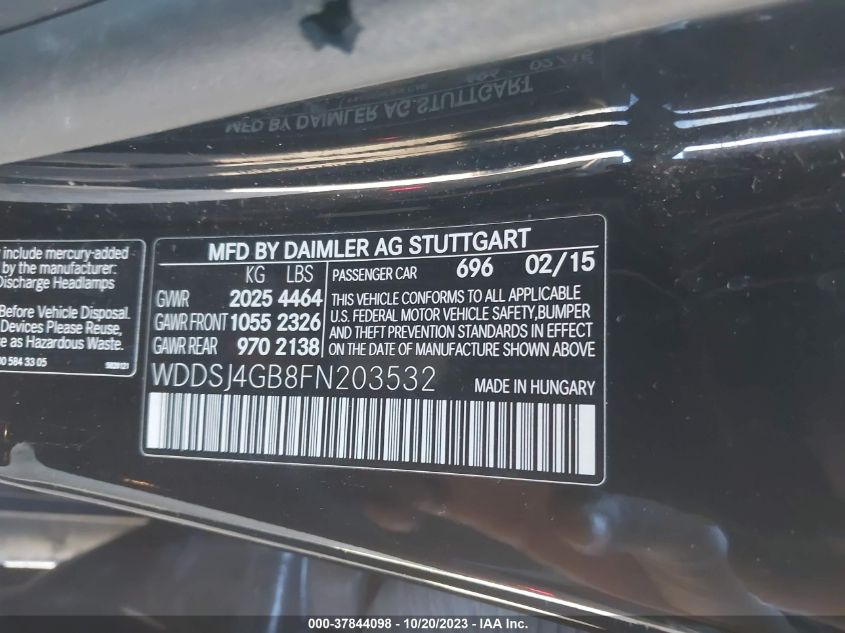 MFD BY DAIMLER AG STUTTGART
include mercury-added
by the manufacturer:
Discharge Headlamps
Before Vehicle Disposal.
Devices Please Reuse,
as Hazardous Waste.
00 584 33 05
MFD BY DAIMLER AG STUTTGART
KG LBS
GVWR 2025 4464
GAWR FRONT 1055 2326
GAWR REAR 970 2138
PASSENGER CAR 696 02/15
THIS VEHICLE CONFORMS TO ALL APPLICABLE
U.S. FEDERAL MOTOR VEHICLE SAFETY, BUMPER
AND THEFT PREVENTION STANDARDS IN EFFECT
ON THE DATE OF MANUFACTURE SHOWN ABOVE
WDDSJ4GB8FN203532 MADE IN HUNGARY
000-37844098 - 10/20/2023 - IAA Inc.